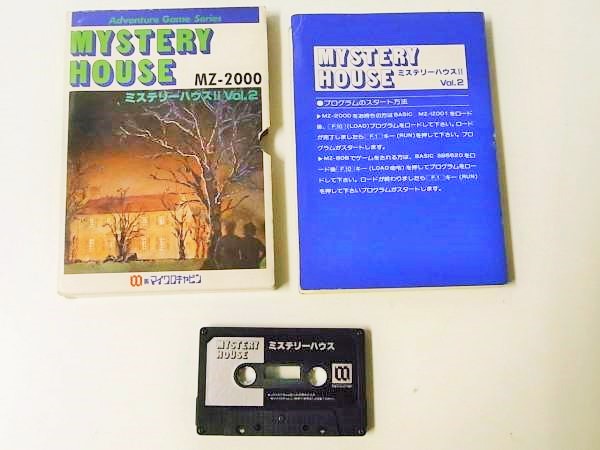 Adventure Game Series
MYSTERY
HOUSE
MZ-2000
ミステリーハウスII Vol.2
マイクロキャビン
MYSTERY
HOUSE ミステリーハウスII
Vol.2
●プログラムのスタート方法
▶MZ-2000をお持ちの方はBASIC MZ-1Z001をロード
後、F.10(LOAD)プログラムをロードして下さい。ロード
が完了しましたらF.1キー(RUN)を押して下さい。プロ
グラムがスタートします。
▶MZ-80Bでゲームをされる方は、BASIC SB5520をロ
ード後F.10キー(LOAD命令)を押してプログラムをロー
ドして下さい。ロードが終わりましたらF.1キー(RUN)
を押して下さいプログラムがスタートします。
MYSTERY
HOUSE
ミステリーハウス